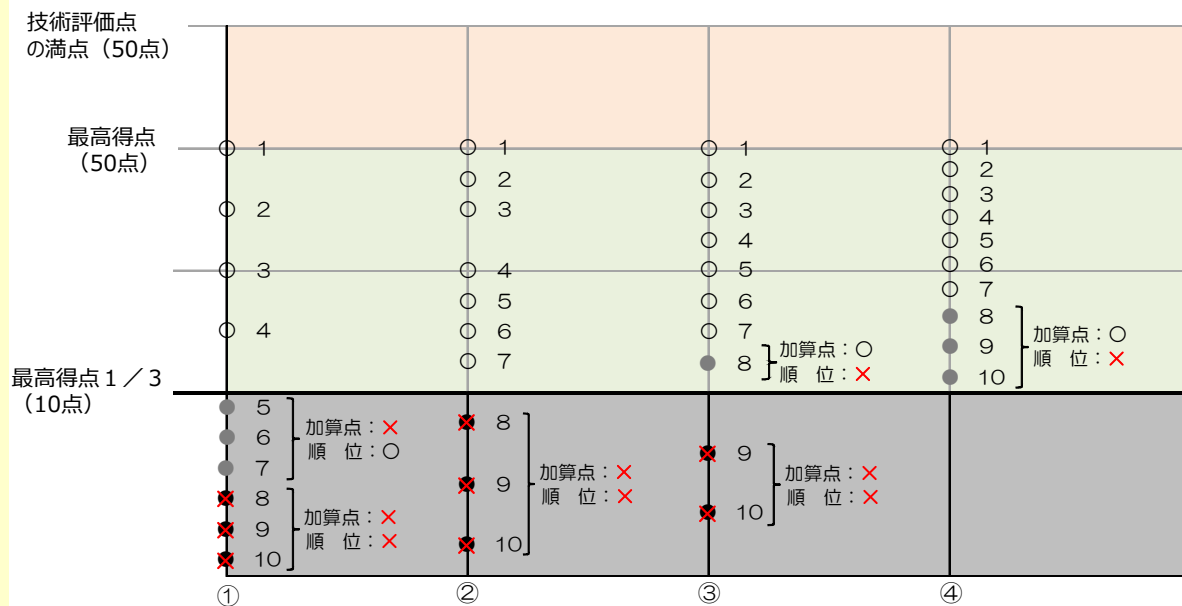 技術評価点
の満点（50点）
最高得点
（50点）
最高得点１／３
（10点）
１
２
３
４
５
６
７
加算点：×
順　位：○
８
９
10
加算点：×
順　位：×
①
１
２
３
４
５
６
７
８
９
10
加算点：×
順　位：×
②
１
２
３
４
５
６
７
８
加算点：○
順　位：×
９
10
加算点：×
順　位：×
③
１
２
３
４
５
６
７
８
９
10
加算点：○
順　位：×
④